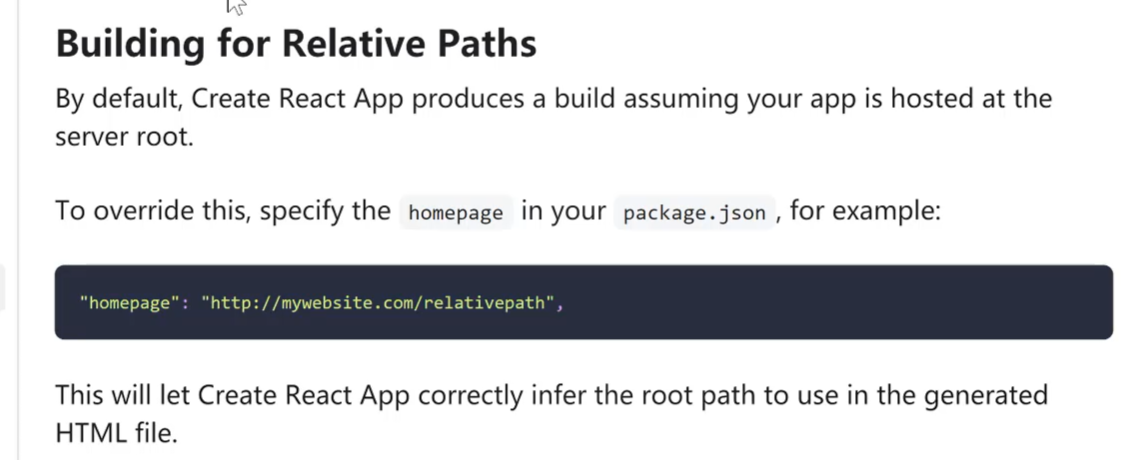 Building for Relative Paths
By default, Create React App produces a build assuming your app is hosted at the
server root.
To override this, specify the homepage in your package.json , for example:
"homepage": "http://mywebsite.com/relativepath",
This will let Create React App correctly infer the root path to use in the generated
HTML file.